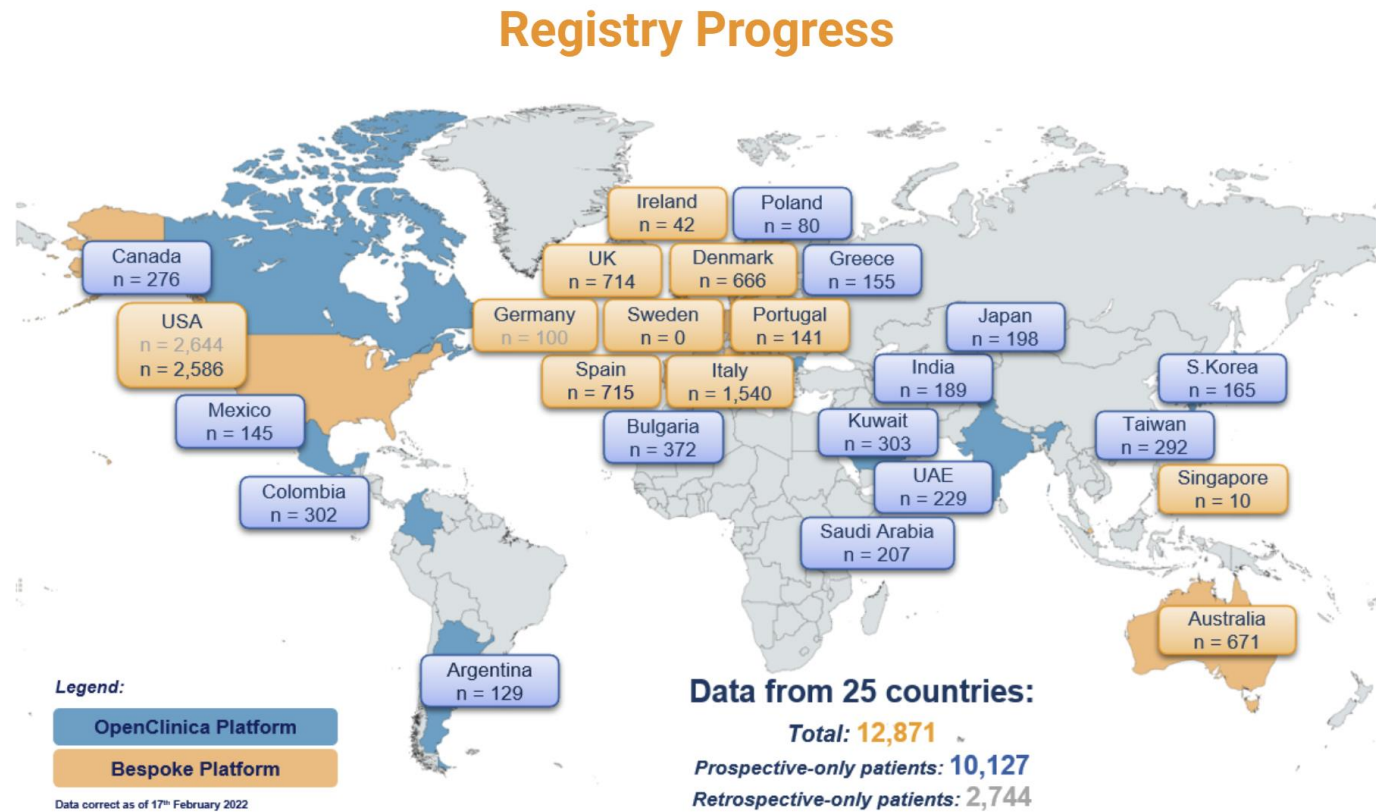 Registry Progress
Ireland
n = 42
Poland
n = 80
Canada
n = 276
UK
n = 714
Denmark
n = 666
Greece
n = 155
USA
n = 2,644
n = 2,586
Germany
n = 100
Sweden
n = 0
Portugal
n = 141
Japan
n = 198
Spain
n = 715
Italy
n = 1,540
India
n = 189
S.Korea
n = 165
Mexico
n = 145
Bulgaria
n = 372
Kuwait
n = 303
Taiwan
n = 292
Colombia
n = 302
UAE
n = 229
Singapore
n = 10
Saudi Arabia
n = 207
Australia
n = 671
Argentina
n = 129
Legend:
OpenClinica Platform
Bespoke Platform
Data correct as of 17th February 2022
Data from 25 countries:
Total: 12,871
Prospective-only patients: 10,127
Retrospective-only patients: 2,744